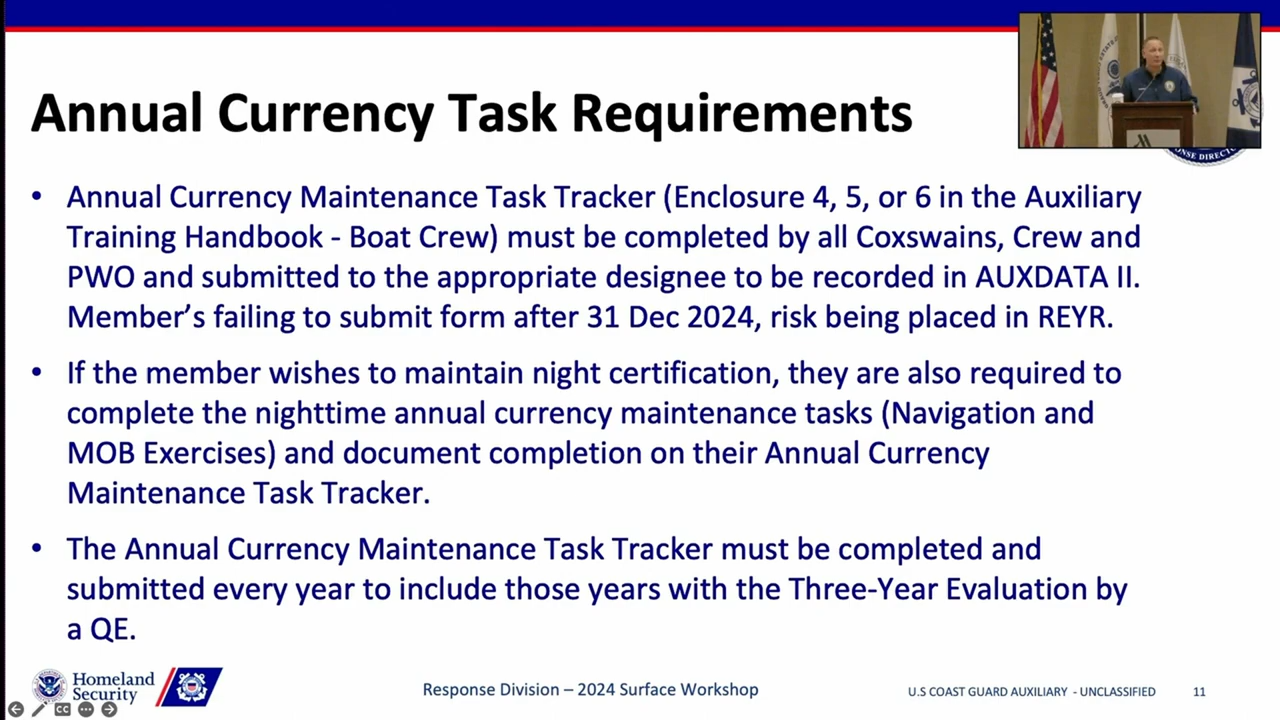 Annual Currency Task Requirements
NSE DIRECT
• Annual Currency Maintenance Task Tracker (Enclosure 4, 5, or 6 in the Auxiliary
Training Handbook - Boat Crew) must be completed by all Coxswains, Crew and
PWO and submitted to the appropriate designee to be recorded in AUXDATA II.
Member’s failing to submit form after 31 Dec 2024, risk being placed in REYR.
• If the member wishes to maintain night certification, they are also required to
complete the nighttime annual currency maintenance tasks (Navigation and
MOB Exercises) and document completion on their Annual Currency
Maintenance Task Tracker.
• The Annual Currency Maintenance Task Tracker must be completed and
submitted every year to include those years with the Three-Year Evaluation by
a QE.
Homeland
Security
Response Division – 2024 Surface Workshop
U.S COAST GUARD AUXILIARY - UNCLASSIFIED
11
CC